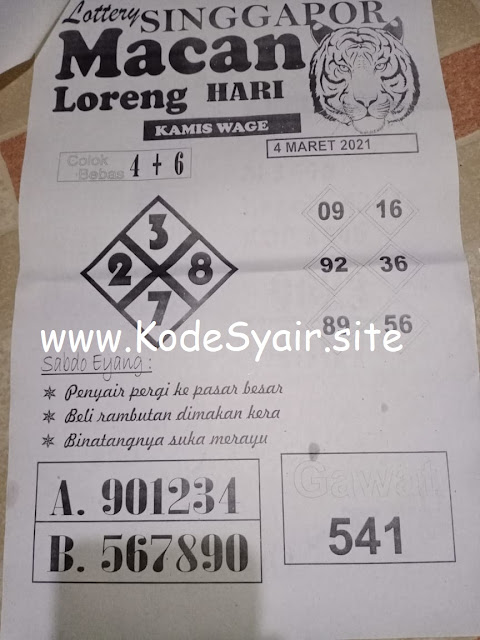 Lottery SINGGAPOR
Macan
Loreng HARI
KAMIS WAGE
4 MARET 2021
Colok
Bebas 4 + 6
3
2 8
7
09 16
92 36
89 56
www.KodeSyair.site
Sabdo Eyang :
✴ Penyair pergi ke pasar besar
✴ Beli rambutan dimakan kera
✴ Binatangnya suka merayu
A. 901234
B. 567890
Gawat
541